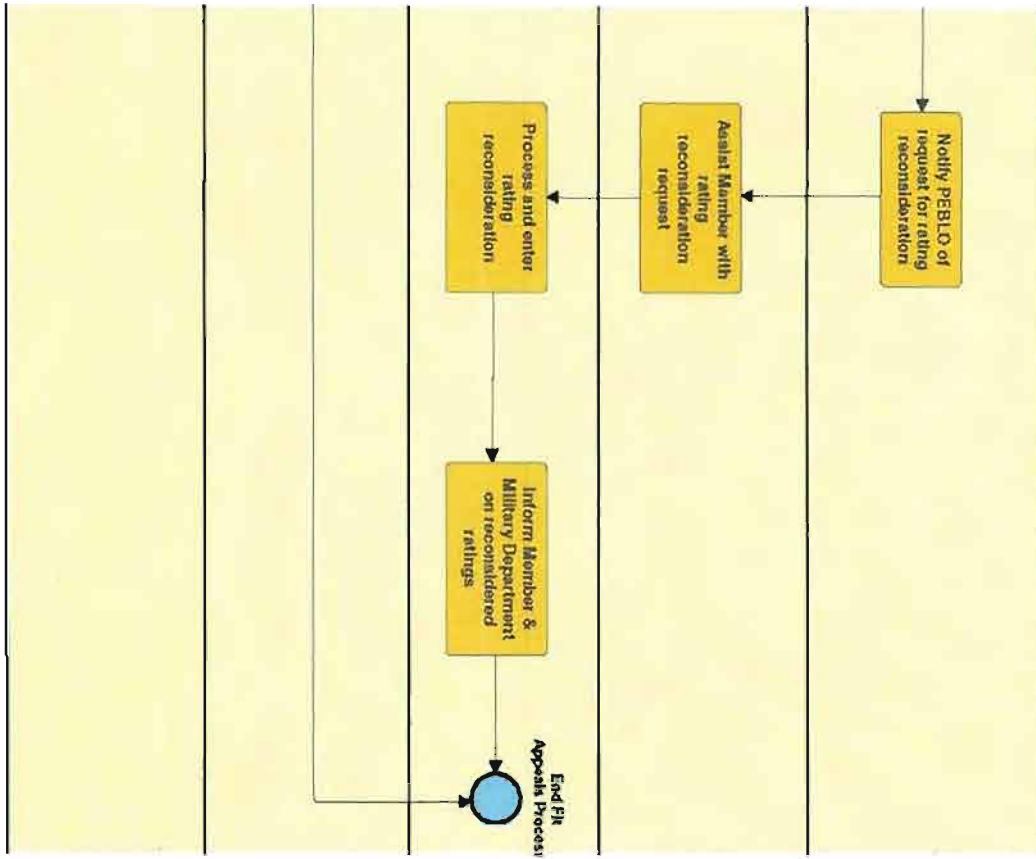 Notify PEBLO of
request for rating
reconsideration
Assist Member with
rating
reconsideration
request
Process and enter
rating
reconsideration
Inform Member &
Military Department
on reconsidered
ratings
End Fit
Appeals Process